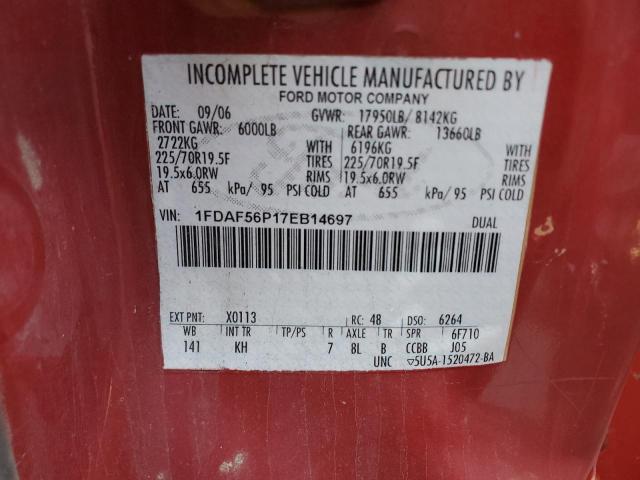 INCOMPLETE VEHICLE MANUFACTURED BY
FORD MOTOR COMPANY
DATE: 09/06 GVWR: 17950LB/ 8142KG
FRONT GAWR: 6000LB REAR GAWR: 13660LB
2722KG WITH 6196KG WITH
225/70R19.5F TIRES 225/70R19.5F TIRES
19.5x6.0RW RIMS 19.5x6.0RW RIMS
AT 655 kPa/ 95 PSI COLD AT 655 kPa/ 95 PSI COLD
VIN: 1FDAF56P17EB14697 DUAL
EXT PNT: X0113 RC: 48 DSO: 6264
WB INT TR TP/PS R AXLE TR SPR 6F710
141 KH 7 8L B CCBB J05
UNC ▽5U5A-1520472-BA